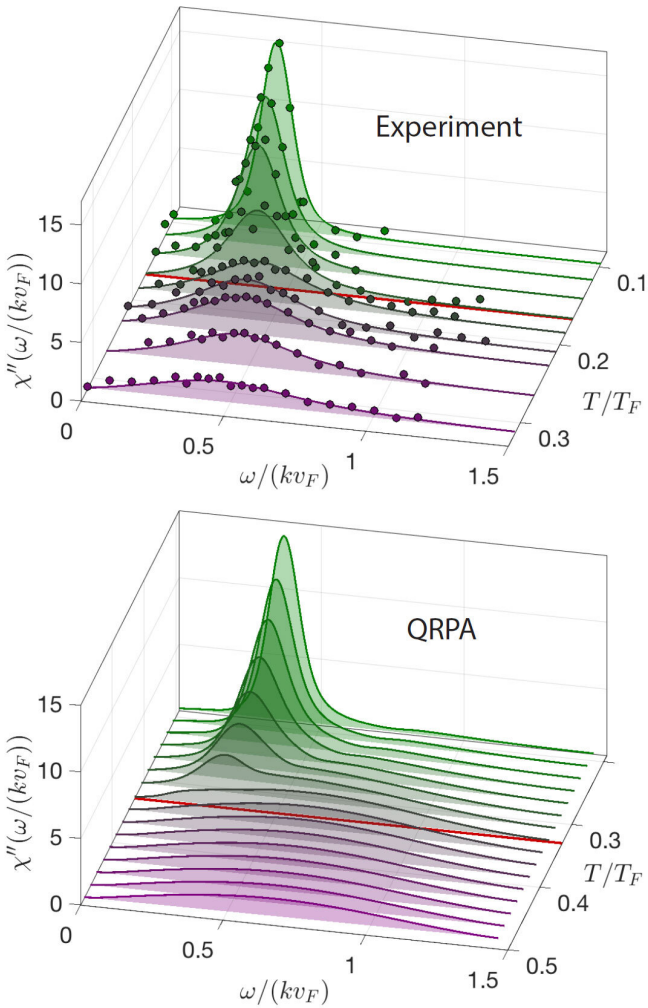 Experiment
15
10
5
0
χ″(ω/(kv_F))
0
0.5
1
1.5
ω/(kv_F)
0.1
0.2
0.3
T/T_F
QRPA
15
10
5
0
χ″(ω/(kv_F))
0
0.5
1
1.5
ω/(kv_F)
0.3
0.4
0.5
T/T_F